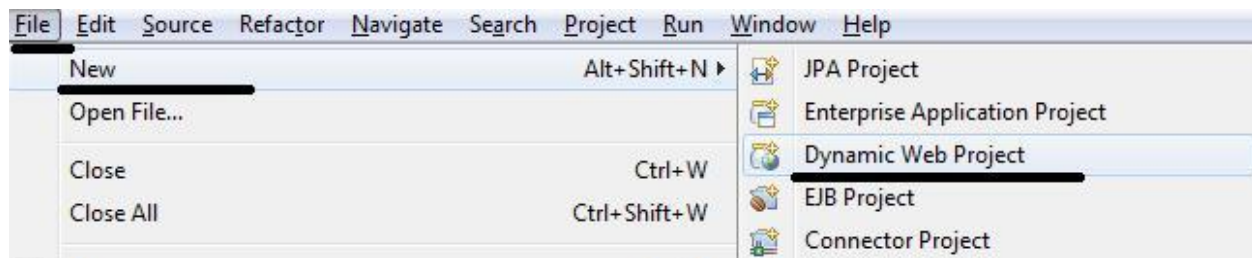 File Edit Source Refactor Navigate Search Project Run Window Help
New Alt+Shift+N
Open File...
Close Ctrl+W
Close All Ctrl+Shift+W
JPA Project
Enterprise Application Project
Dynamic Web Project
EJB Project
Connector Project